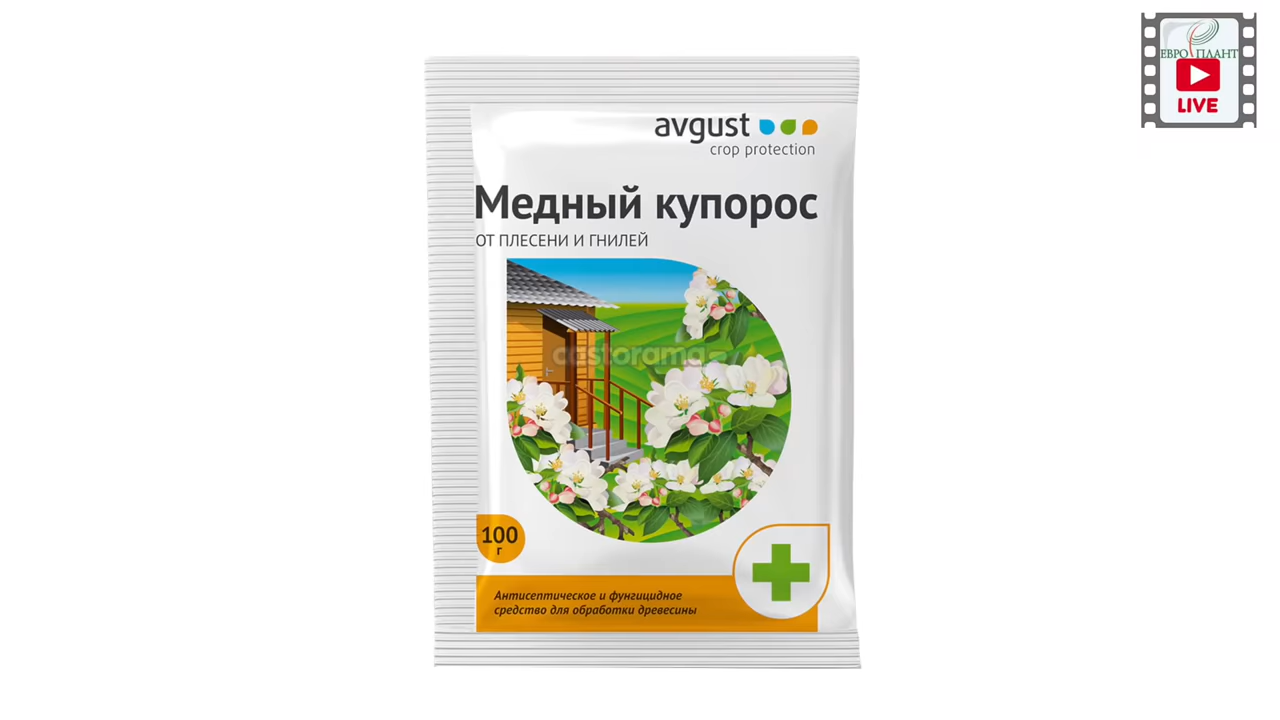 ЕВРО ПЛАНТ
LIVE
avgust
crop protection
Медный купорос
ОТ ПЛЕСЕНИ И ГНИЛЕЙ
castorama
100
г
Антисептическое и фунгицидное
средство для обработки древесины